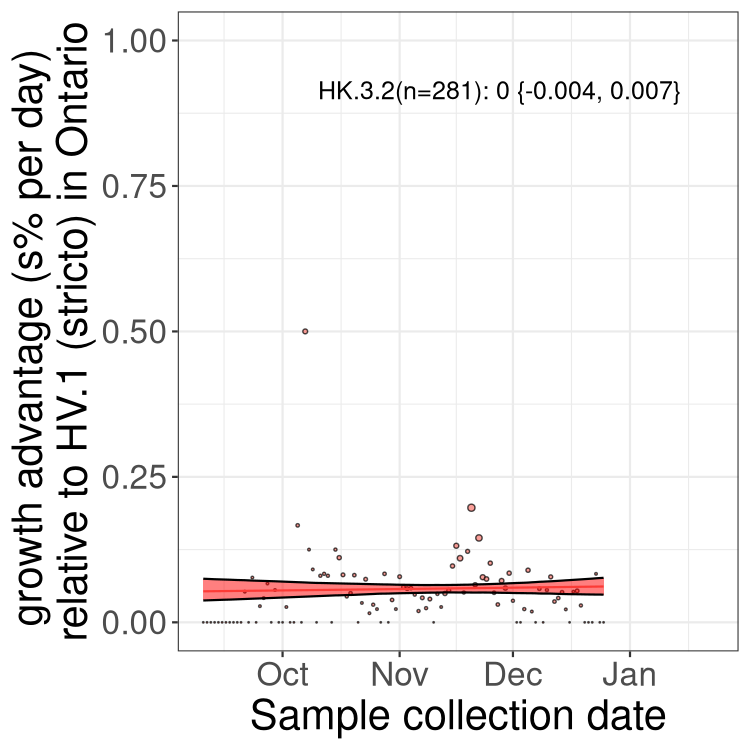 growth advantage (s% per day)
relative to HV.1 (stricto) in Ontario
1.00
0.75
0.50
0.25
0.00
HK.3.2(n=281): 0 {-0.004, 0.007}
Oct Nov Dec Jan
Sample collection date